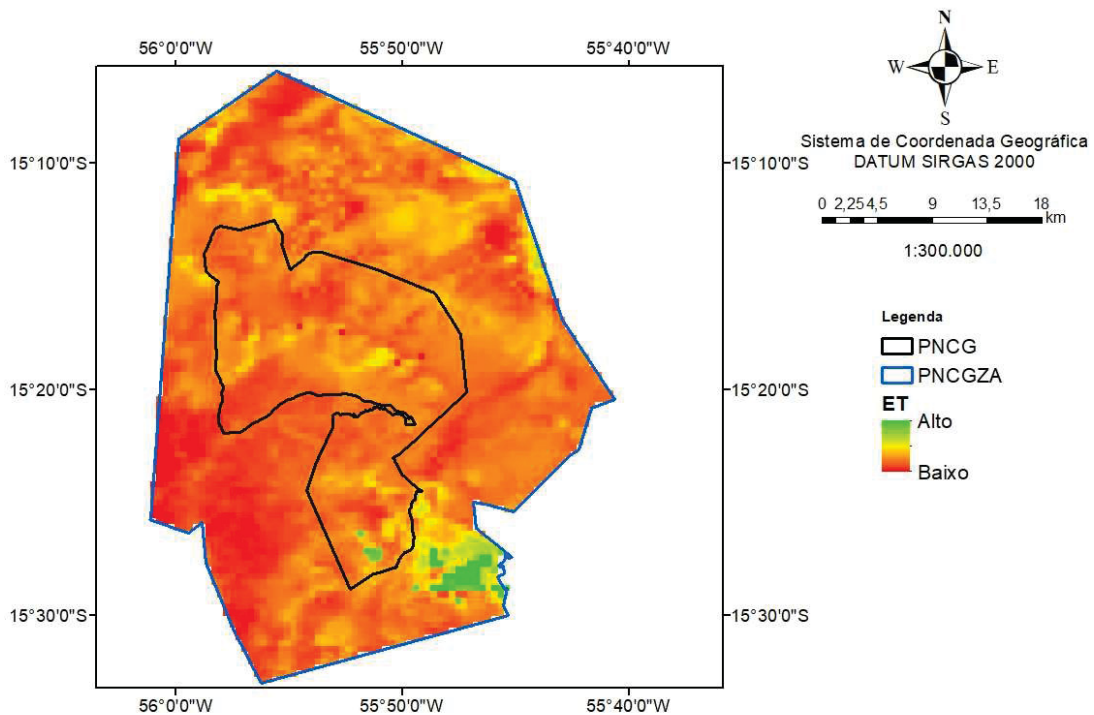 56°0'0"W 55°50'0"W 55°40'0"W
15°10'0"S 15°10'0"S
15°20'0"S 15°20'0"S
15°30'0"S 15°30'0"S
56°0'0"W 55°50'0"W 55°40'0"W
N
W E
S
Sistema de Coordenada Geográfica
DATUM SIRGAS 2000
0 2,25 4,5 9 13,5 18
km
1:300.000
Legenda
PNCG
PNCGZA
ET
Alto
Baixo